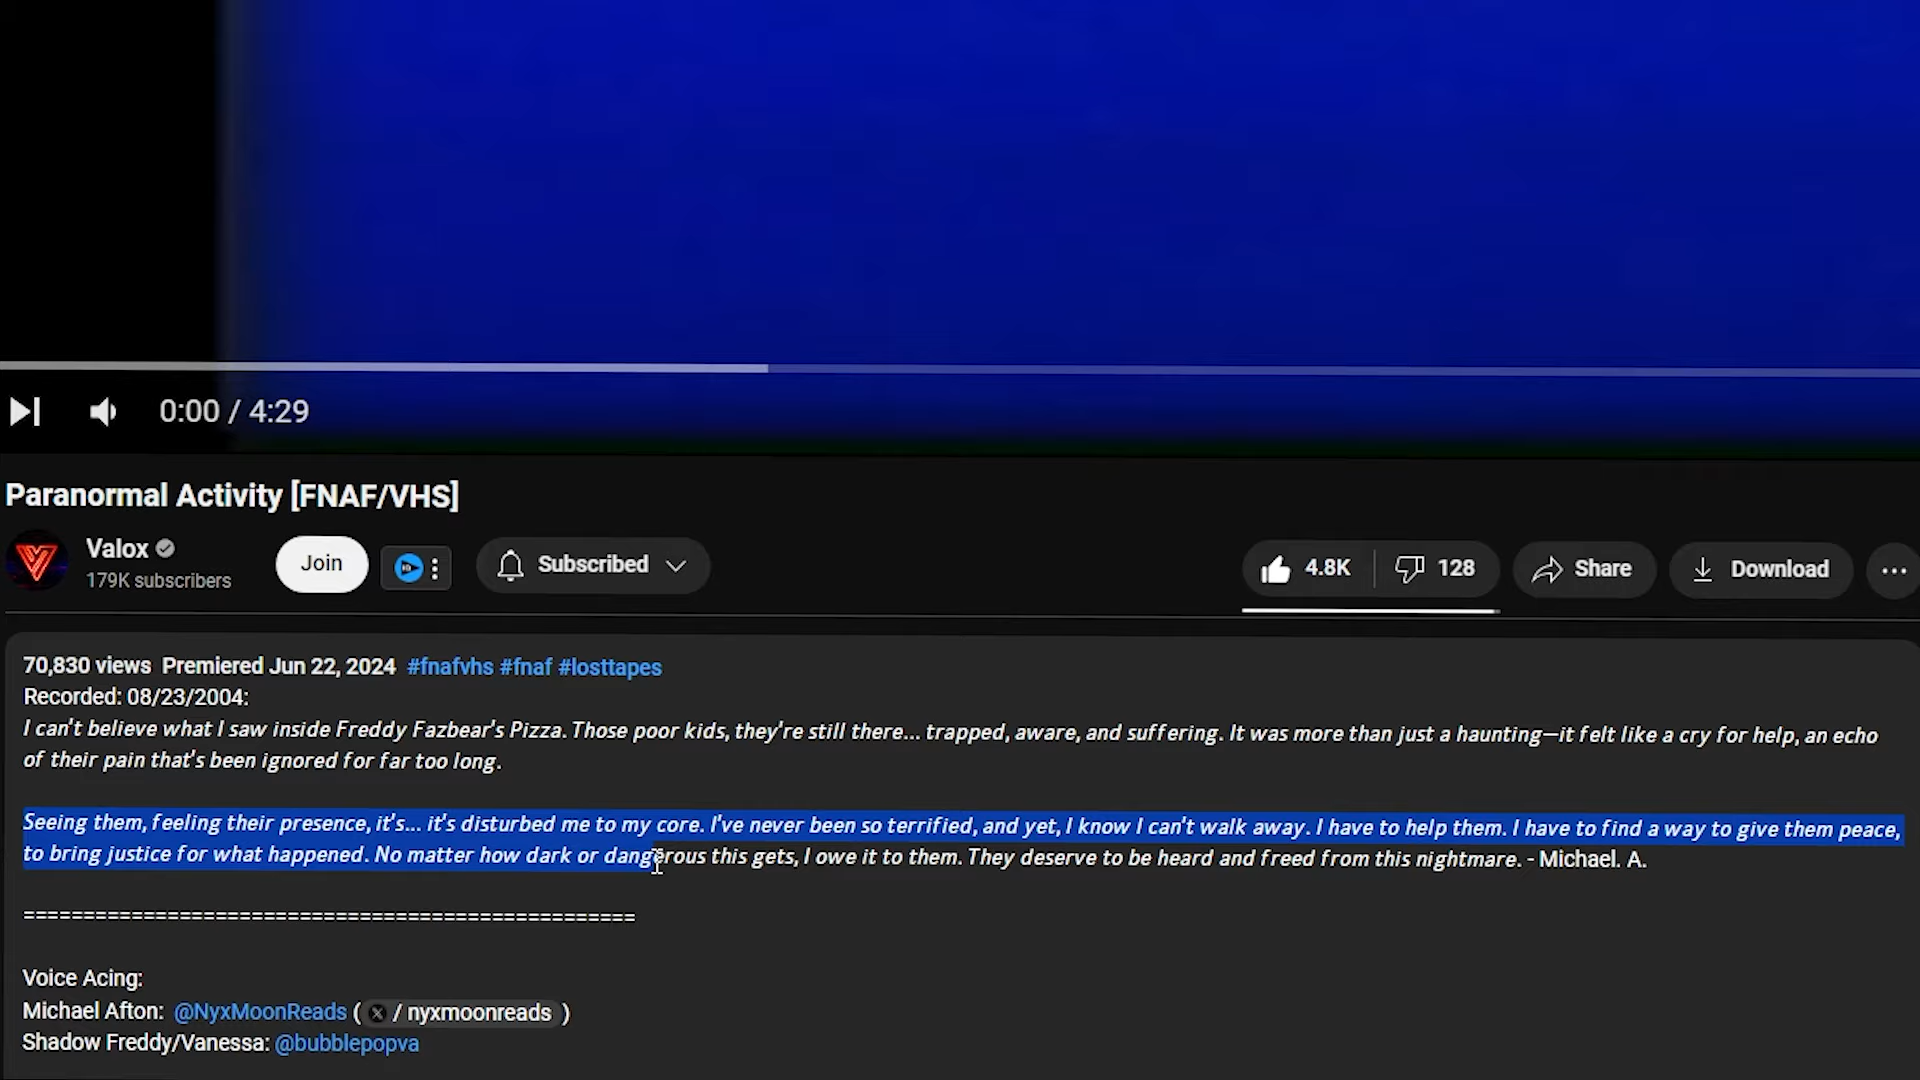 0:00 / 4:29
Paranormal Activity [FNAF/VHS]
Valox
179K subscribers
Join
Subscribed
4.8K
128
Share
Download
70,830 views Premiered Jun 22, 2024 #fnafvhs #fnaf #losttapes
Recorded: 08/23/2004:
I can't believe what I saw inside Freddy Fazbear's Pizza. Those poor kids, they're still there... trapped, aware, and suffering. It was more than just a haunting—it felt like a cry for help, an echo
of their pain that's been ignored for far too long.
Seeing them, feeling their presence, it's... it's disturbed me to my core. I've never been so terrified, and yet, I know I can't walk away. I have to help them. I have to find a way to give them peace,
to bring justice for what happened. No matter how dark or dangerous this gets, I owe it to them. They deserve to be heard and freed from this nightmare. - Michael. A.
===================================================
Voice Acing:
Michael Afton: @NyxMoonReads ( X / nyxmoonreads )
Shadow Freddy/Vanessa: @bubblepopva